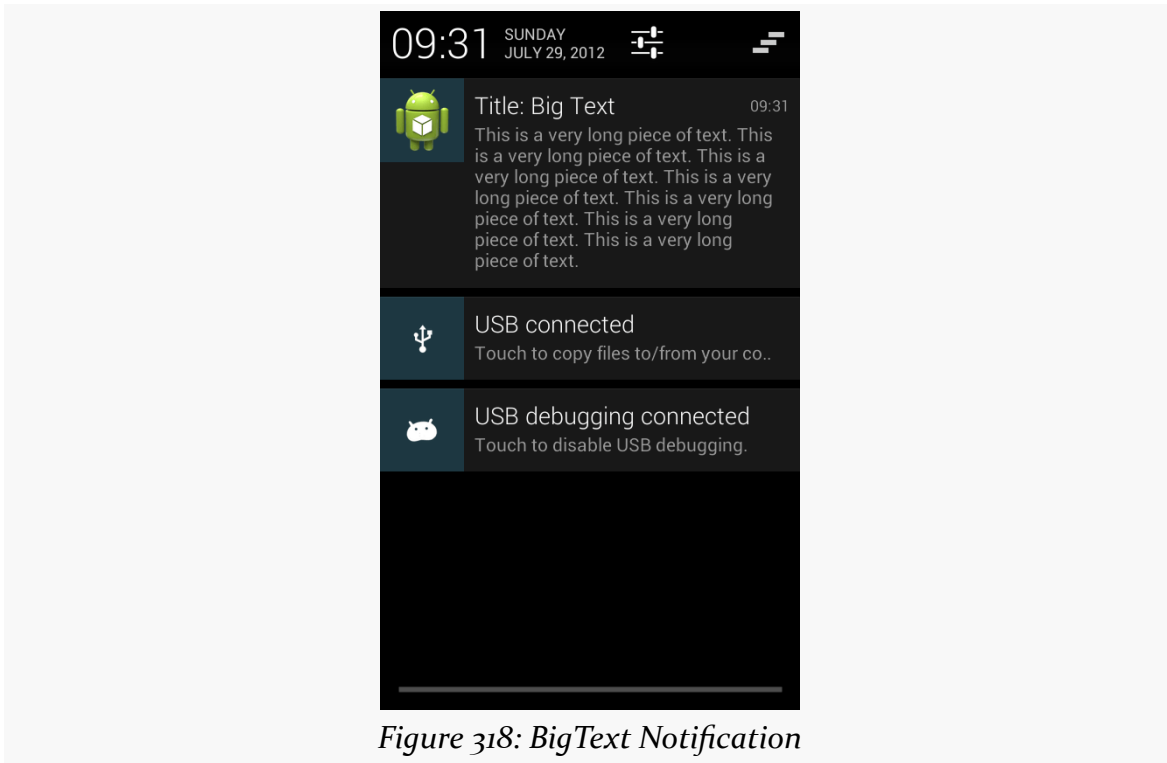 09:31 SUNDAY
JULY 29, 2012
Title: Big Text 09:31
This is a very long piece of text. This
is a very long piece of text. This is a
very long piece of text. This is a very
long piece of text. This is a very long
piece of text. This is a very long
piece of text. This is a very long
piece of text.
USB connected
Touch to copy files to/from your co..
USB debugging connected
Touch to disable USB debugging.
Figure 318: BigText Notification